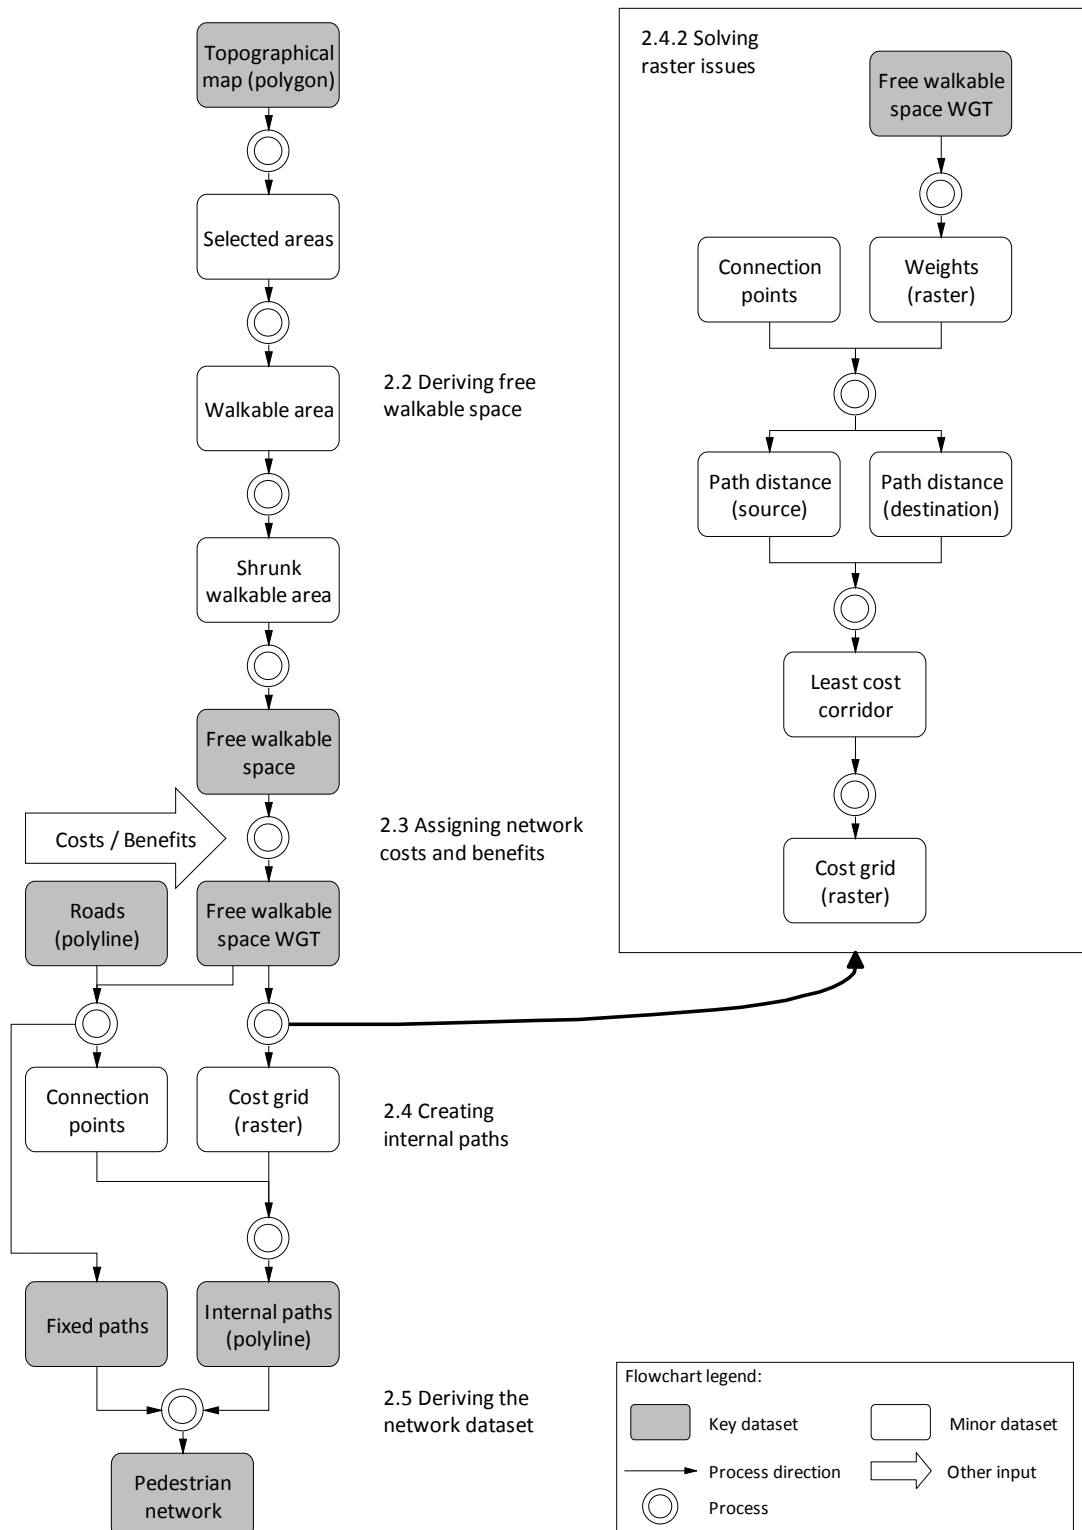 Topographical
map (polygon)
Selected areas
Walkable area
2.2 Deriving free
walkable space
Shrunk
walkable area
Free walkable
space
Costs / Benefits
2.3 Assigning network
costs and benefits
Roads
(polyline)
Free walkable
space WGT
Connection
points
Cost grid
(raster)
2.4 Creating
internal paths
Fixed paths
Internal paths
(polyline)
2.5 Deriving the
network dataset
Pedestrian
network
2.4.2 Solving
raster issues
Free walkable
space WGT
Connection
points
Weights
(raster)
Path distance
(source)
Path distance
(destination)
Least cost
corridor
Cost grid
(raster)
Flowchart legend:
Key dataset
Minor dataset
Process direction
Other input
Process